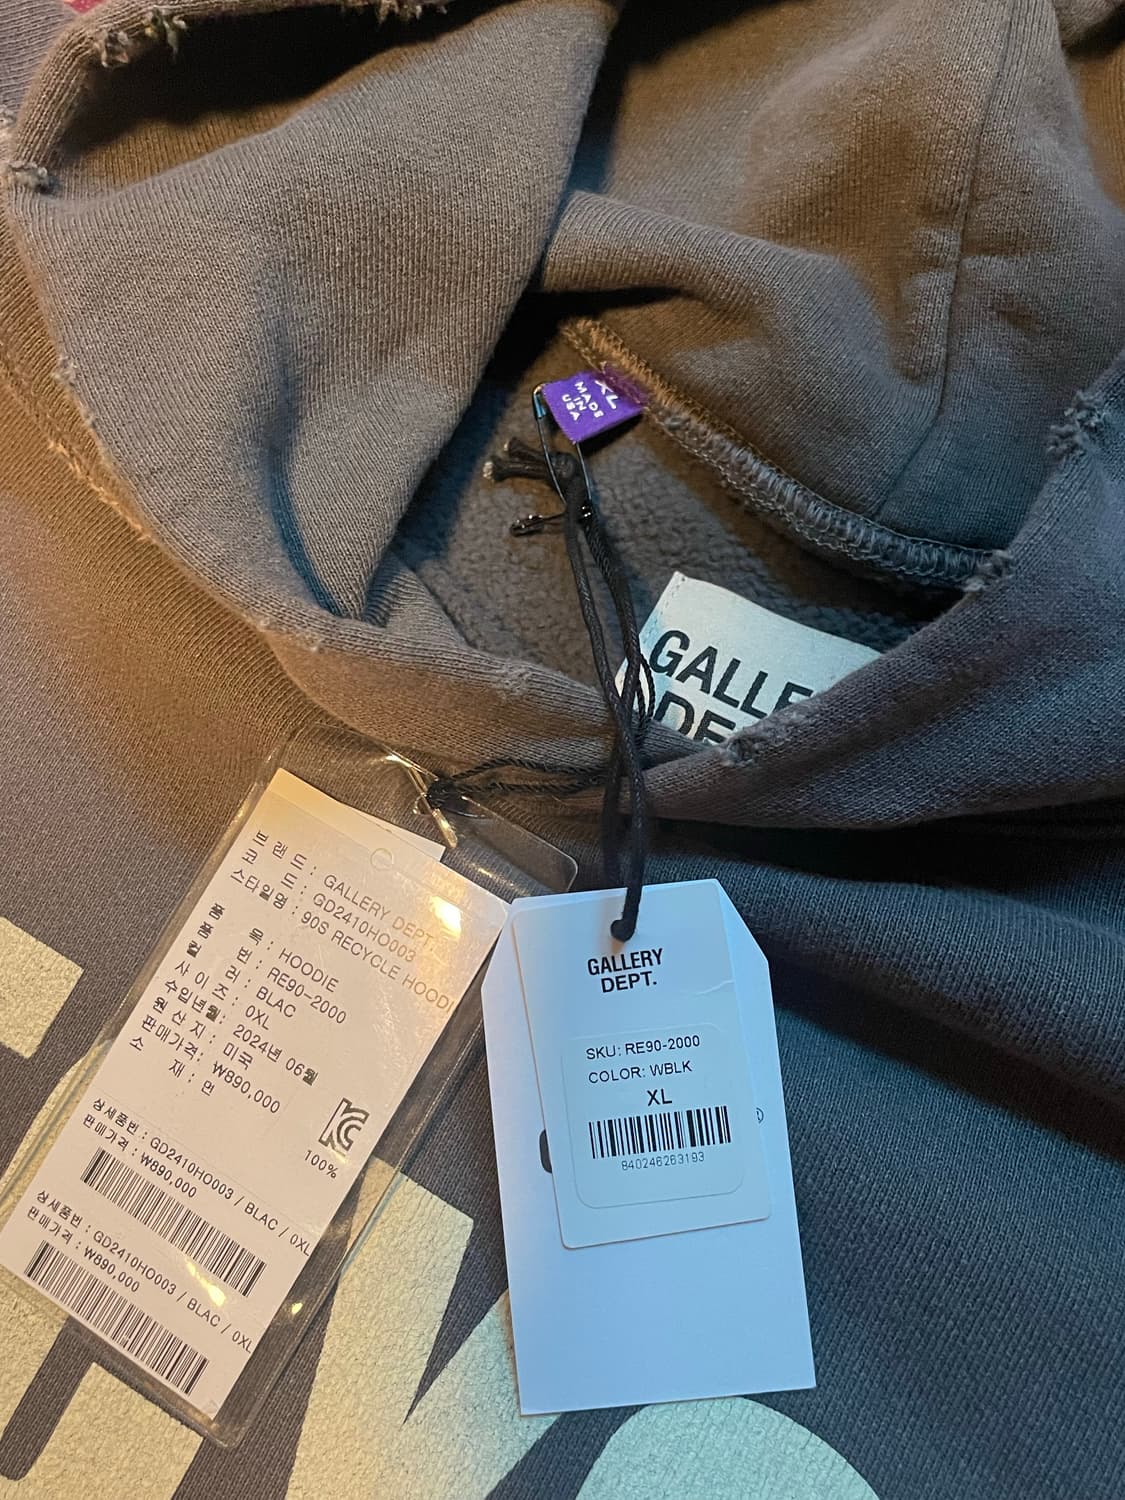 XL
MADE
IN
USA
GALLE
DE
브 랜 드 : GALLERY DEPT.
코 드 : GD2410HO003
스타일명 : 90S RECYCLE HOODI
품 목 : HOODIE
품 번 : RE90-2000
컬 러 : BLAC
사 이 즈 : 0XL
수입년월 : 2024년 06월
원 산 지 : 미국
판매가격 : ₩890,000
소 재 : 면
100%
상세품번 : GD2410HO003 / BLAC / 0XL
판매가격 : ₩890,000
상세품번 : GD2410HO003 / BLAC / 0XL
판매가격 : ₩890,000
GALLERY
DEPT.
SKU: RE90-2000
COLOR: WBLK
XL
840246263193
®